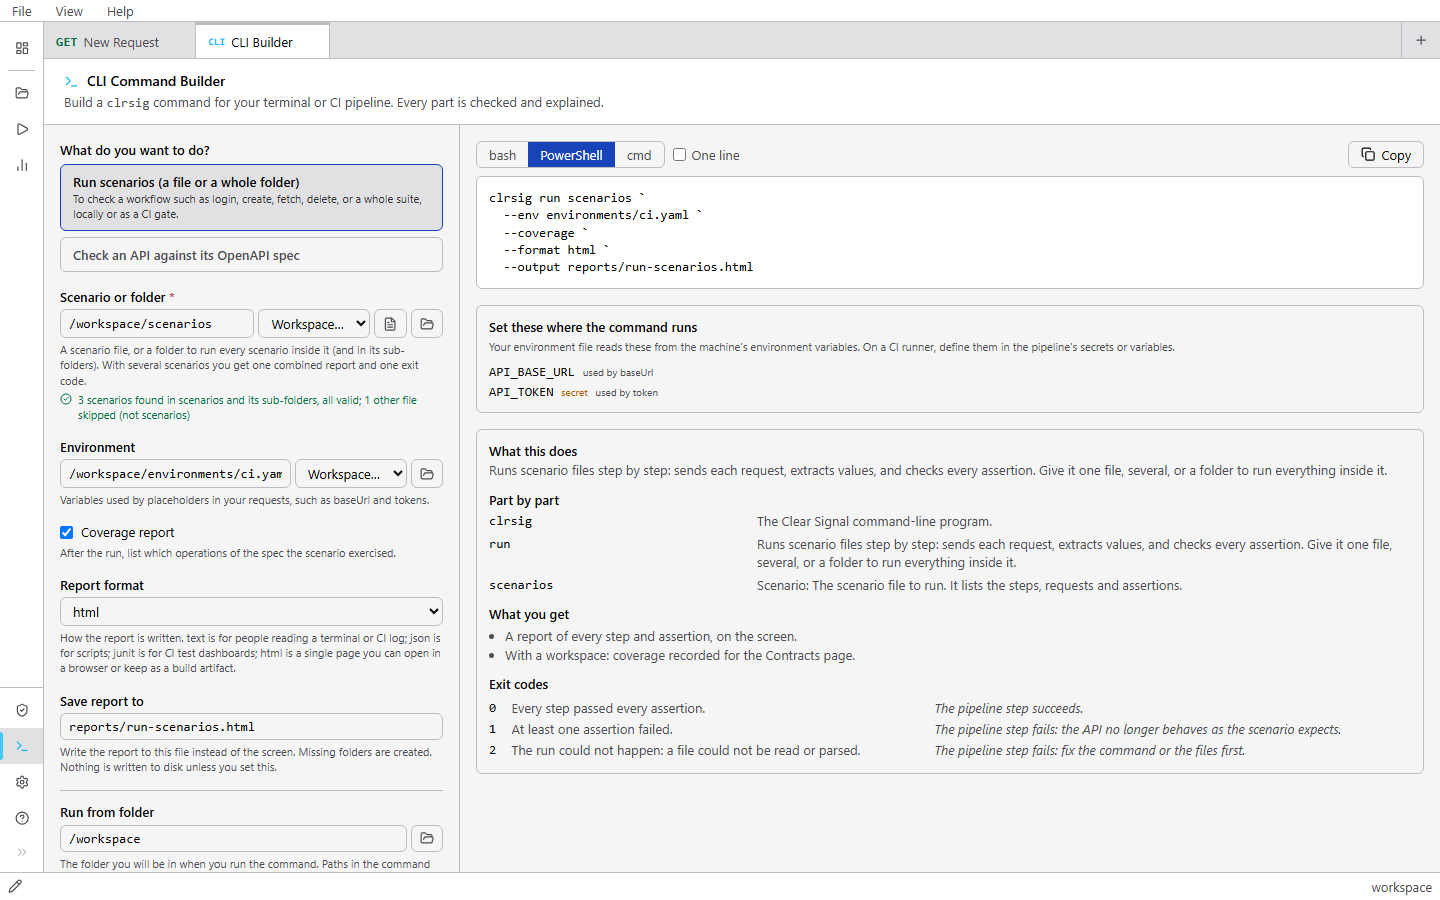 File View Help
GET New Request
CLI CLI Builder
CLI Command Builder
Build a clrsig command for your terminal or CI pipeline. Every part is checked and explained.
What do you want to do?
Run scenarios (a file or a whole folder)
To check a workflow such as login, create, fetch, delete, or a whole suite,
locally or as a CI gate.
Check an API against its OpenAPI spec
Scenario or folder *
/workspace/scenarios
Workspace...
A scenario file, or a folder to run every scenario inside it (and in its sub-
folders). With several scenarios you get one combined report and one exit
code.
3 scenarios found in scenarios and its sub-folders, all valid; 1 other file
skipped (not scenarios)
Environment
/workspace/environments/ci.yam
Workspace...
Variables used by placeholders in your requests, such as baseUrl and tokens.
Coverage report
After the run, list which operations of the spec the scenario exercised.
Report format
html
How the report is written. text is for people reading a terminal or CI log; json is
for scripts; junit is for CI test dashboards; html is a single page you can open in
a browser or keep as a build artifact.
Save report to
reports/run-scenarios.html
Write the report to this file instead of the screen. Missing folders are created.
Nothing is written to disk unless you set this.
Run from folder
/workspace
The folder you will be in when you run the command. Paths in the command
bash PowerShell cmd One line
Copy
clrsig run scenarios `
--env environments/ci.yaml `
--coverage `
--format html `
--output reports/run-scenarios.html
Set these where the command runs
Your environment file reads these from the machine's environment variables. On a CI runner, define them in the pipeline's secrets or variables.
API_BASE_URL used by baseUrl
API_TOKEN secret used by token
What this does
Runs scenario files step by step: sends each request, extracts values, and checks every assertion. Give it one file, several, or a folder to run everything inside it.
Part by part
clrsig The Clear Signal command-line program.
run Runs scenario files step by step: sends each request, extracts values, and checks every assertion. Give it one file,
several, or a folder to run everything inside it.
scenarios Scenario: The scenario file to run. It lists the steps, requests and assertions.
What you get
A report of every step and assertion, on the screen.
With a workspace: coverage recorded for the Contracts page.
Exit codes
0 Every step passed every assertion. The pipeline step succeeds.
1 At least one assertion failed. The pipeline step fails: the API no longer behaves as the scenario expects.
2 The run could not happen: a file could not be read or parsed. The pipeline step fails: fix the command or the files first.
workspace